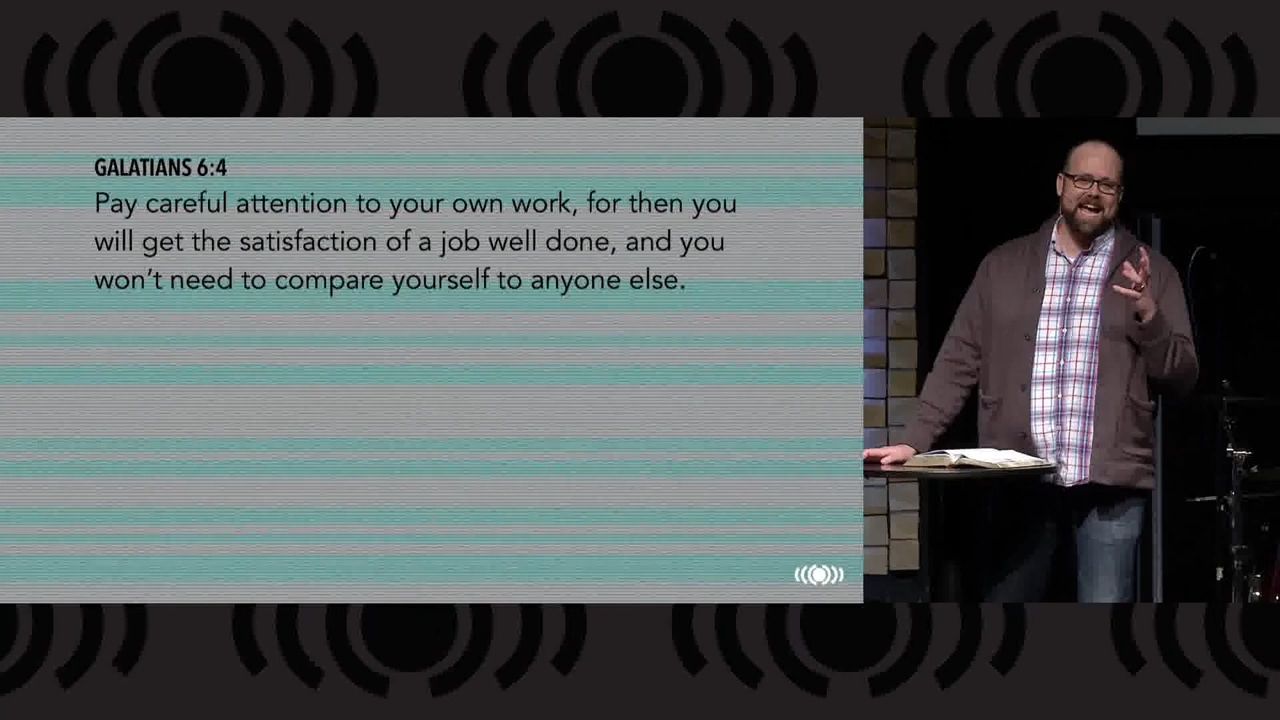 GALATIANS 6:4
Pay careful attention to your own work, for then you
will get the satisfaction of a job well done, and you
won't need to compare yourself to anyone else.